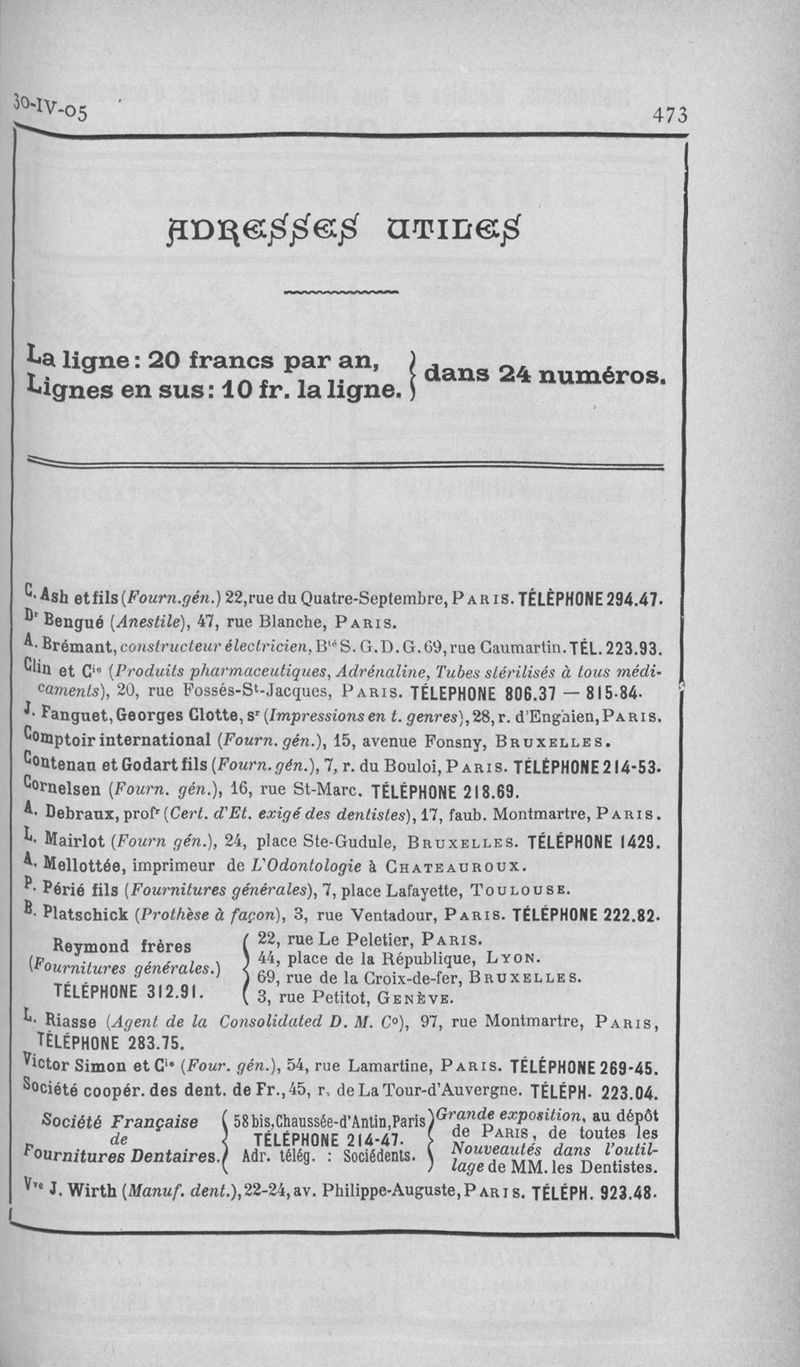 30-IV-05
473
ADRESSES UTILES
La ligne: 20 francs par an,
Lignes en sus: 10 fr. la ligne.
dans 24 numéros.
C. Ash et fils (Fourn. gén.) 22, rue du Quatre-Septembre, PARIS. TÉLÉPHONE 294.47.
Dr Bengué (Anestile), 47, rue Blanche, PARIS.
A. Brémant, constructeur électricien, Bté S. G. D. G. 69, rue Caumartin. TÉL. 223.93.
Clin et Cie (Produits pharmaceutiques, Adrénaline, Tubes stérilisés à tous médi-
caments), 20, rue Fossés-St-Jacques, PARIS. TÉLEPHONE 806.37 — 815-84.
J. Fanguet, Georges Clotte, sr (Impressions en t. genres), 28, r. d'Enghien, PARIS.
Comptoir international (Fourn. gén.), 15, avenue Fonsny, BRUXELLES.
Contenau et Godart fils (Fourn. gén.), 7, r. du Bouloi, PARIS. TÉLÉPHONE 214-53.
Cornelsen (Fourn. gén.), 16, rue St-Marc. TÉLÉPHONE 218.69.
A. Debraux, profr (Cert. d'Et. exigé des dentistes), 17, faub. Montmartre, PARIS.
L. Mairlot (Fourn gén.), 24, place Ste-Gudule, BRUXELLES. TÉLÉPHONE 1429.
A. Mellottée, imprimeur de L'Odontologie à CHATEAUROUX.
P. Périé fils (Fournitures générales), 7, place Lafayette, TOULOUSE.
B. Platschick (Prothèse à façon), 3, rue Ventadour, PARIS. TÉLÉPHONE 222.82.
Reymond frères
(Fournitures générales.)
TÉLÉPHONE 312.91.
22, rue Le Peletier, PARIS.
44, place de la République, LYON.
69, rue de la Croix-de-fer, BRUXELLES.
3, rue Petitot, GENÈVE.
L. Riasse (Agent de la Consolidated D. M. Co), 97, rue Montmartre, PARIS,
TÉLÉPHONE 283.75.
Victor Simon et Cie (Four. gén.), 54, rue Lamartine, PARIS. TÉLÉPHONE 269-45.
Société coopér. des dent. de Fr., 45, r. de La Tour-d'Auvergne. TÉLÉPH. 223.04.
Société Française
de
Fournitures Dentaires.
58 bis, Chaussée-d'Antin, Paris
TÉLÉPHONE 214-47.
Adr. télég. : Sociédents.
Grande exposition, au dépôt
de PARIS, de toutes les
Nouveautés dans l'outil-
lage de MM. les Dentistes.
Vve J. Wirth (Manuf. dent.), 22-24, av. Philippe-Auguste, PARIS. TÉLÉPH. 923.48.